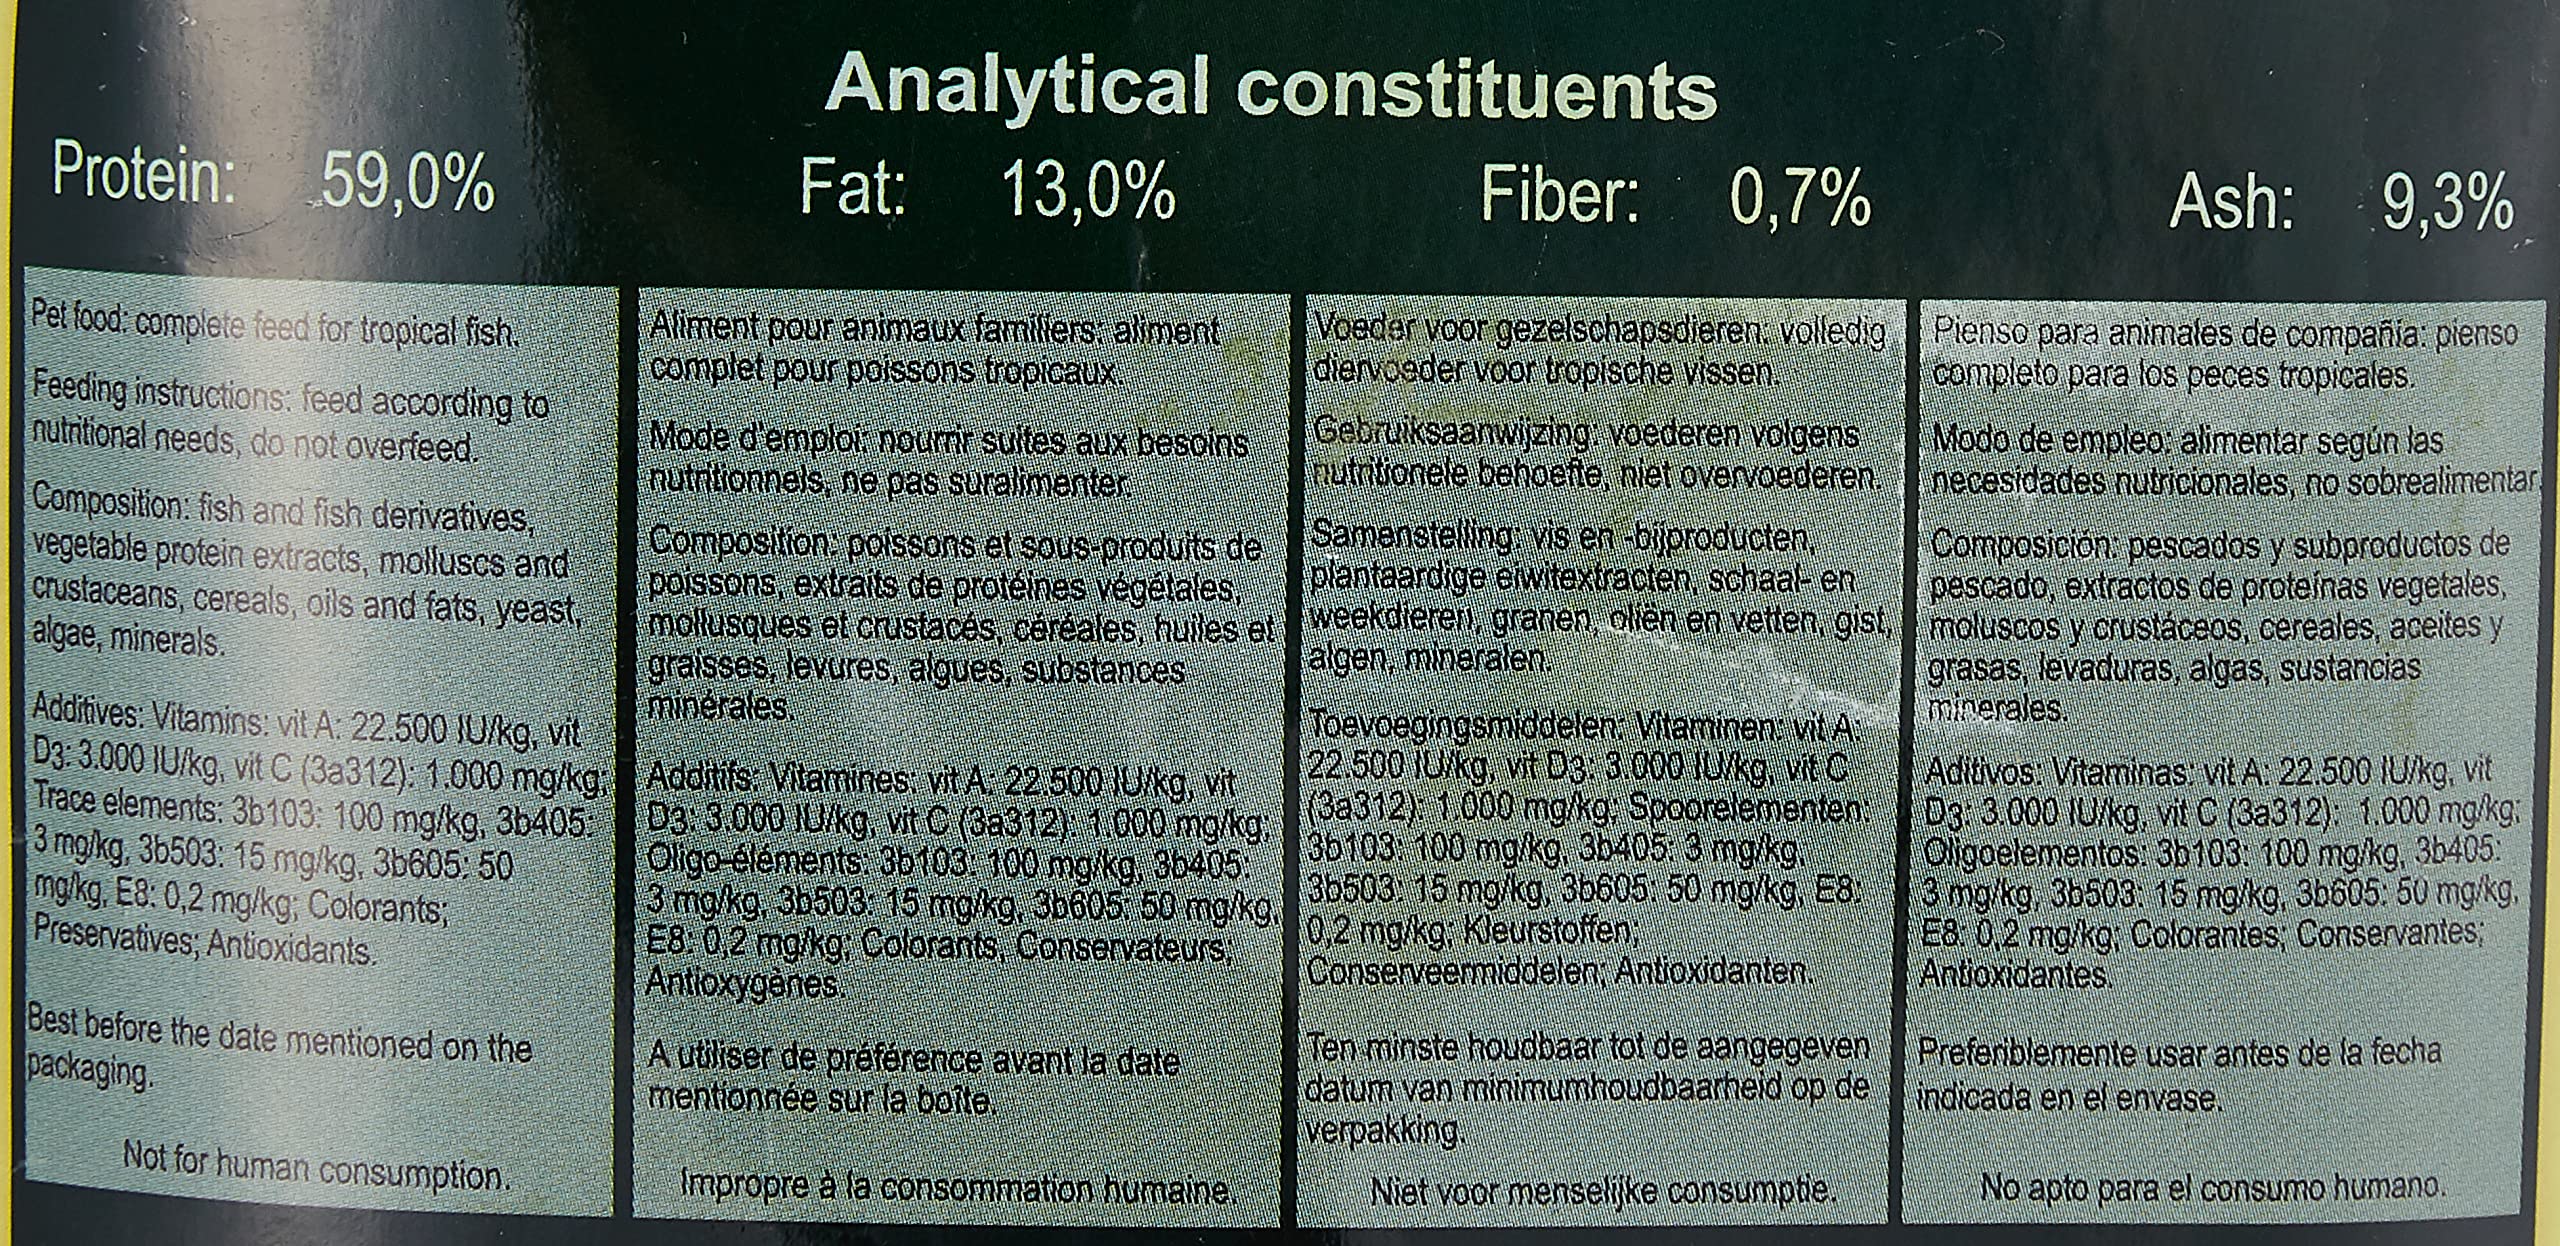 Analytical constituents
Protein: 59,0% Fat: 13,0% Fiber: 0,7% Ash: 9,3%
Pet food: complete feed for tropical fish.
Feeding instructions: feed according to
nutritional needs, do not overfeed.
Composition: fish and fish derivatives,
vegetable protein extracts, molluscs and
crustaceans, cereals, oils and fats, yeast,
algae, minerals.
Additives: Vitamins: vit A: 22.500 IU/kg, vit
D3: 3.000 IU/kg, vit C (3a312): 1.000 mg/kg;
Trace elements: 3b103: 100 mg/kg, 3b405:
3 mg/kg, 3b503: 15 mg/kg, 3b605: 50
mg/kg, E8: 0,2 mg/kg; Colorants;
Preservatives; Antioxidants.
Best before the date mentioned on the
packaging.
Not for human consumption.
Aliment pour animaux familiers: aliment
complet pour poissons tropicaux.
Mode d'emploi: nourrir suites aux besoins
nutritionnels, ne pas suralimenter.
Composition: poissons et sous-produits de
poissons, extraits de protéines végétales,
mollusques et crustacés, céréales, huiles et
graisses, levures, algues, substances
minérales.
Additifs: Vitamines: vit A: 22.500 IU/kg, vit
D3: 3.000 IU/kg, vit C (3a312): 1.000 mg/kg;
Oligo-éléments: 3b103: 100 mg/kg, 3b405:
3 mg/kg, 3b503: 15 mg/kg, 3b605: 50 mg/kg,
E8: 0,2 mg/kg; Colorants, Conservateurs;
Antioxygènes.
A utiliser de préférence avant la date
mentionnée sur la boîte.
Impropre à la consommation humaine.
Voeder voor gezelschapsdieren: volledig
diervoeder voor tropische vissen.
Gebruiksaanwijzing: voederen volgens
nutritionele behoefte, niet overvoederen.
Samenstelling: vis en -bijproducten,
plantaardige eiwitextracten, schaal- en
weekdieren, granen, oliën en vetten, gist,
algen, mineralen.
Toevoegingsmiddelen: Vitaminen: vit A:
22.500 IU/kg, vit D3: 3.000 IU/kg, vit C
(3a312): 1.000 mg/kg; Spoorelementen:
3b103: 100 mg/kg, 3b405: 3 mg/kg,
3b503: 15 mg/kg, 3b605: 50 mg/kg, E8:
0,2 mg/kg; Kleurstoffen;
Conserveermiddelen; Antioxidanten.
Ten minste houdbaar tot de aangegeven
datum van minimumhoudbaarheid op de
verpakking.
Niet voor menselijke consumptie.
Pienso para animales de compañía: pienso
completo para los peces tropicales.
Modo de empleo: alimentar según las
necesidades nutricionales, no sobrealimentar.
Composición: pescados y subproductos de
pescado, extractos de proteínas vegetales,
moluscos y crustáceos, cereales, aceites y
grasas, levaduras, algas, sustancias
minerales.
Aditivos: Vitaminas: vit A: 22.500 IU/kg, vit
D3: 3.000 IU/kg, vit C (3a312): 1.000 mg/kg;
Oligoelementos: 3b103: 100 mg/kg, 3b405:
3 mg/kg, 3b503: 15 mg/kg, 3b605: 50 mg/kg,
E8: 0,2 mg/kg; Colorantes; Conservantes;
Antioxidantes.
Preferiblemente usar antes de la fecha
indicada en el envase.
No apto para el consumo humano.